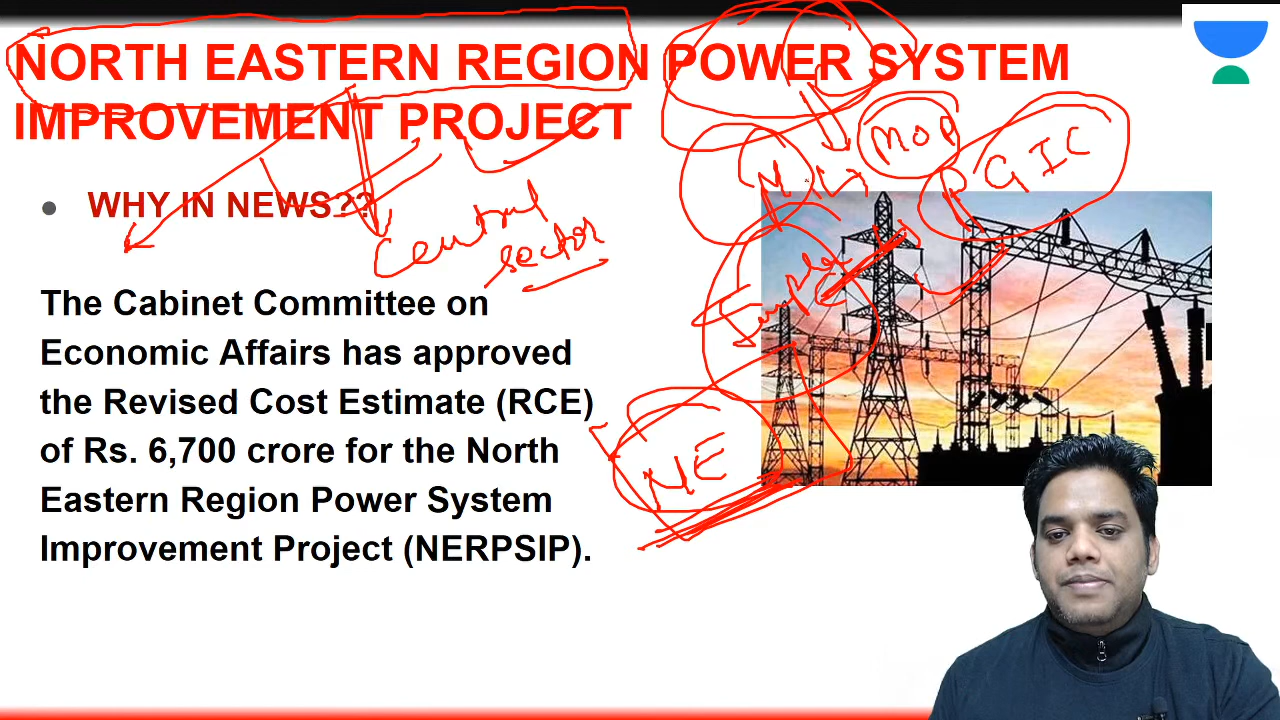 NORTH EASTERN REGION POWER SYSTEM
IMPROVEMENT PROJECT
MOP
PGIC
WHY IN NEWS??
Central
sector
The Cabinet Committee on
Economic Affairs has approved
the Revised Cost Estimate (RCE)
of Rs. 6,700 crore for the North
NE
Eastern Region Power System
Improvement Project (NERPSIP).